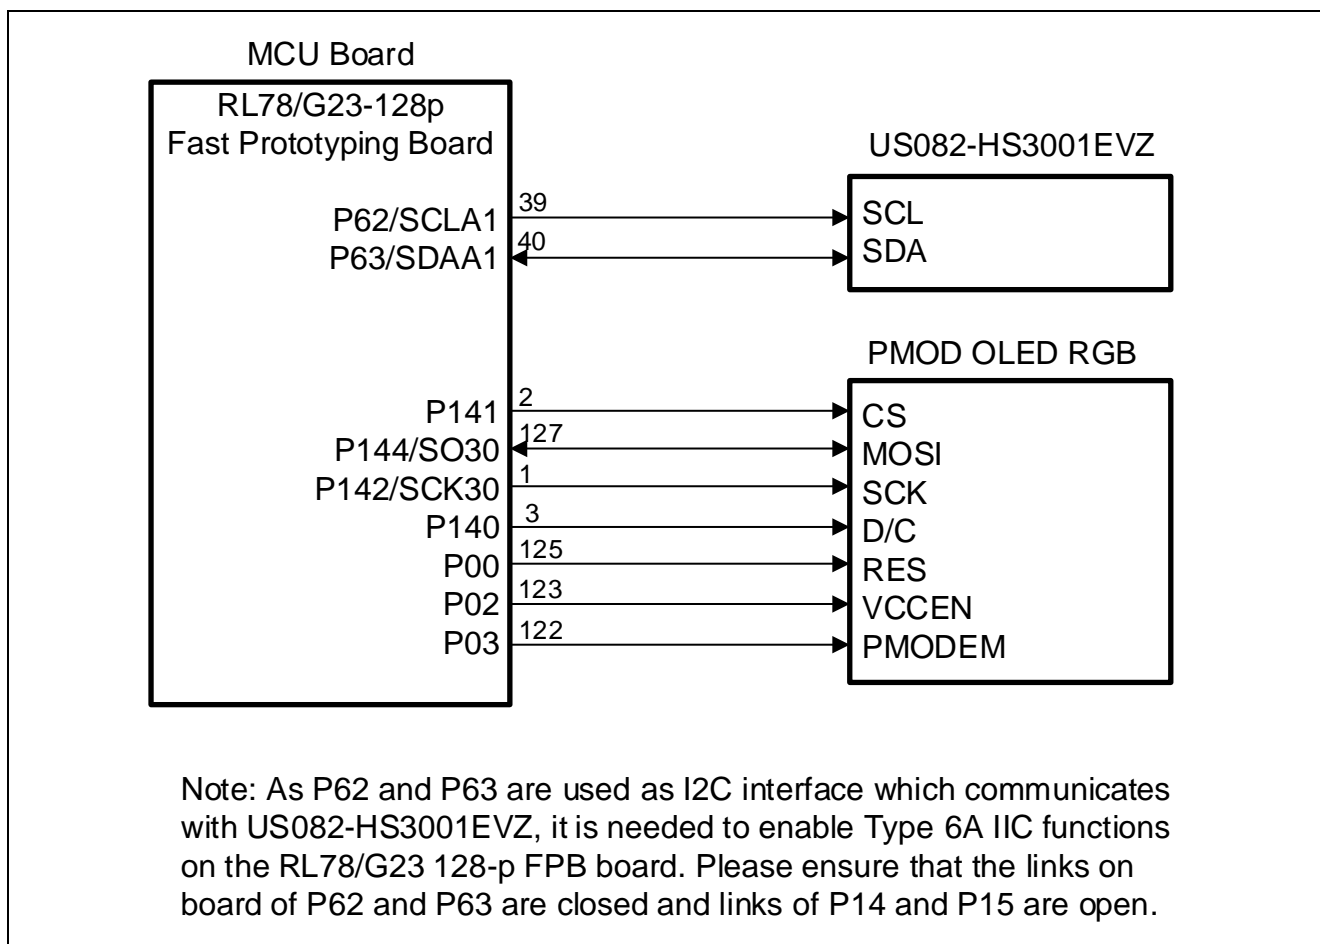 MCU Board
RL78/G23-128p
Fast Prototyping Board
US082-HS3001EVZ
P62/SCLA1 39 SCL
P63/SDAA1 40 SDA
PMOD OLED RGB
P141 2 CS
P144/SO30 127 MOSI
P142/SCK30 1 SCK
P140 3 D/C
P00 125 RES
P02 123 VCCEN
P03 122 PMODEM
Note: As P62 and P63 are used as I2C interface which communicates
with US082-HS3001EVZ, it is needed to enable Type 6A IIC functions
on the RL78/G23 128-p FPB board. Please ensure that the links on
board of P62 and P63 are closed and links of P14 and P15 are open.